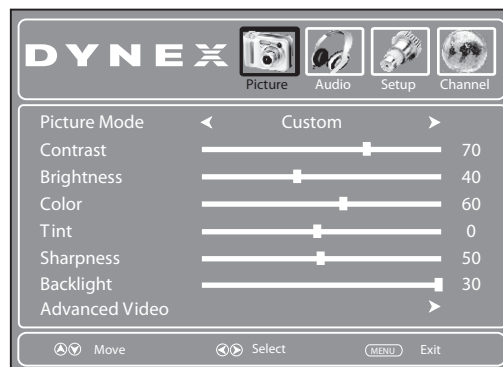 DYNEX
Picture Audio Setup Channel
Picture Mode Custom
Contrast 70
Brightness 40
Color 60
Tint 0
Sharpness 50
Backlight 30
Advanced Video
Move Select MENU Exit